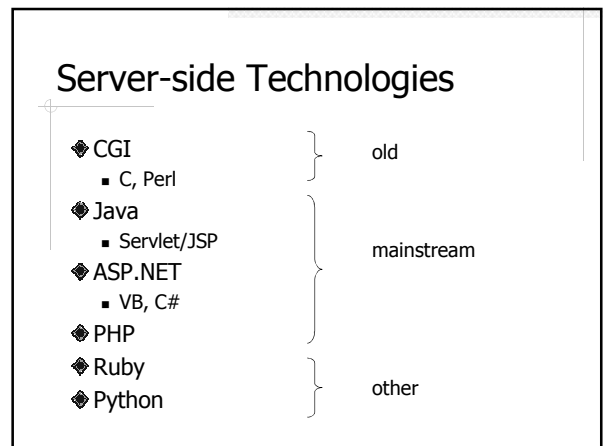 Server-side Technologies
CGI
old
C, Perl
Java
Servlet/JSP
mainstream
ASP.NET
VB, C#
PHP
Ruby
other
Python